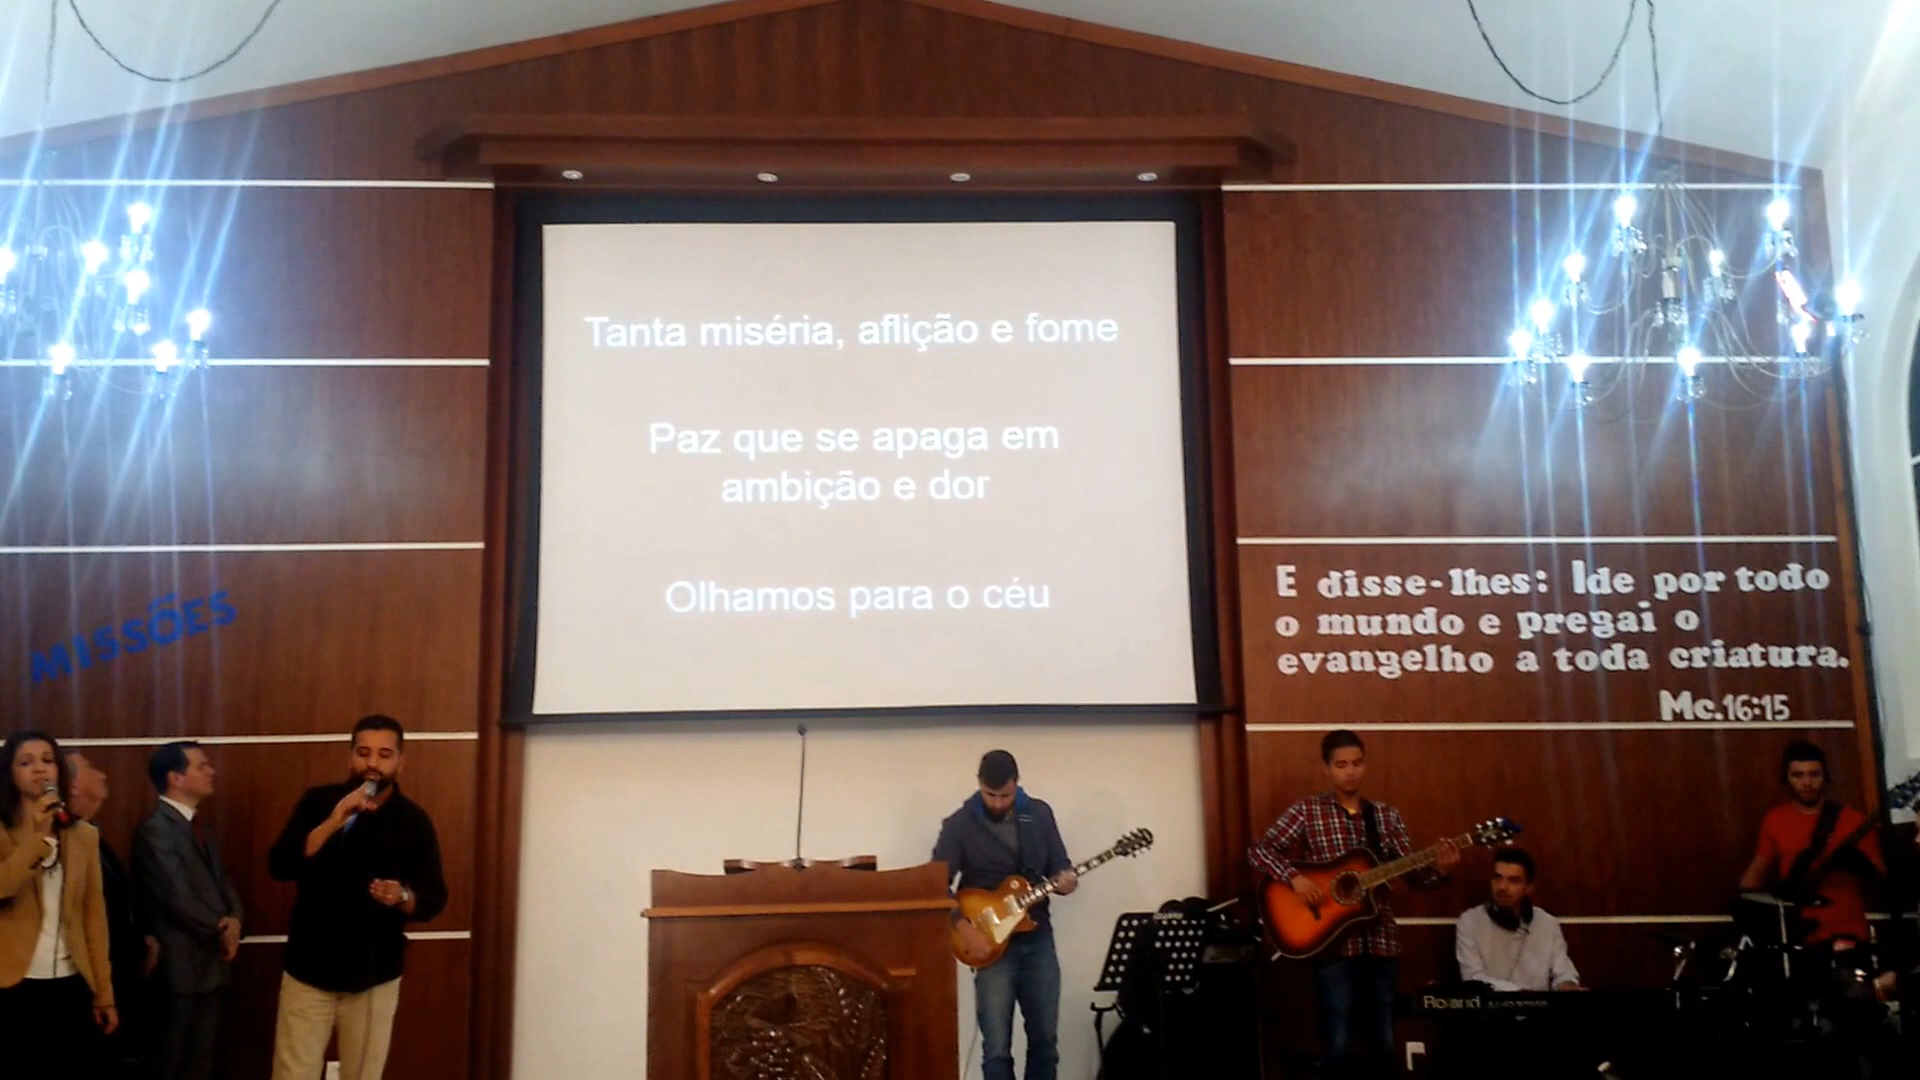 Tanta miséria, aflição e fome
Paz que se apaga em
ambição e dor
Olhamos para o céu
MISSÕES
E disse-lhes: Ide por todo
o mundo e pregai o
evangelho a toda criatura.
Mc.16:15
Roland